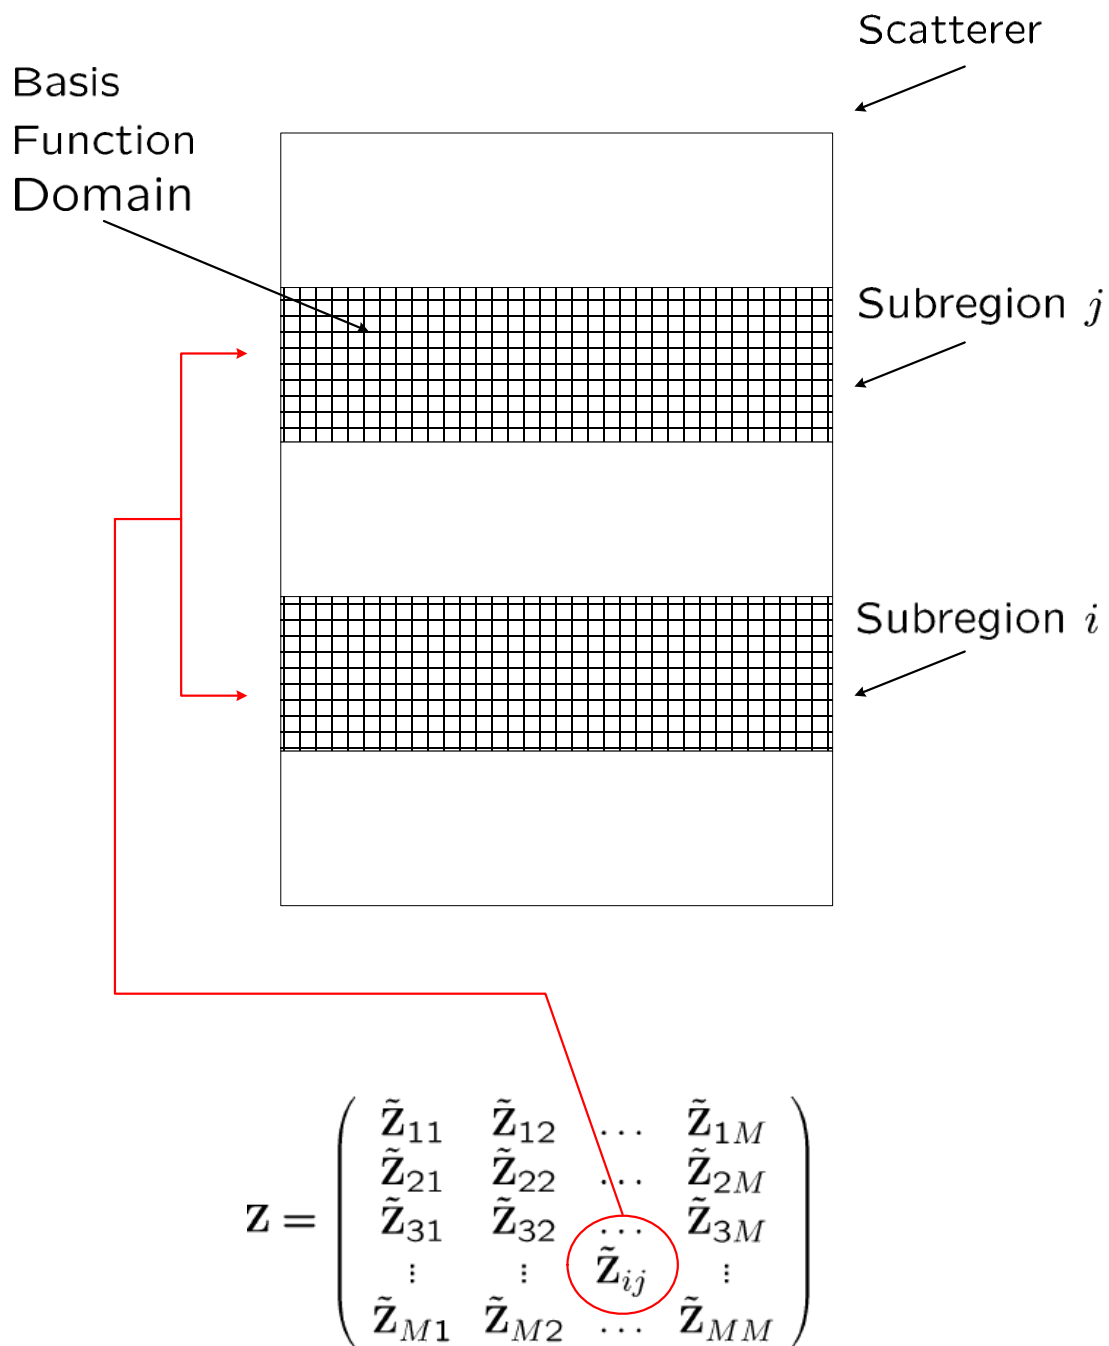 Scatterer
Basis
Function
Domain
Subregion j
Subregion i
Z̃₁₁ Z̃₁₂ … Z̃₁M
Z̃₂₁ Z̃₂₂ … Z̃₂M
Z = Z̃₃₁ Z̃₃₂ … Z̃₃M
⋮ ⋮ Z̃ij ⋮
Z̃M1 Z̃M2 … Z̃MM